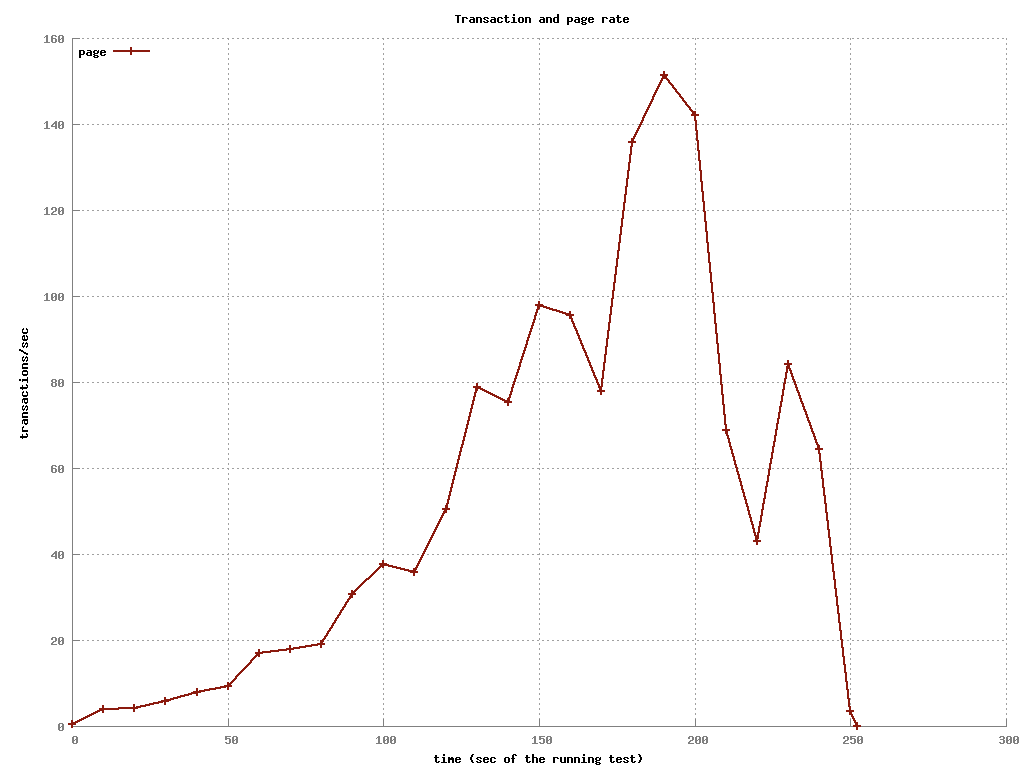 Transaction and page rate
page
160
140
120
100
80
60
40
20
0
transactions/sec
0 50 100 150 200 250 300
time (sec of the running test)